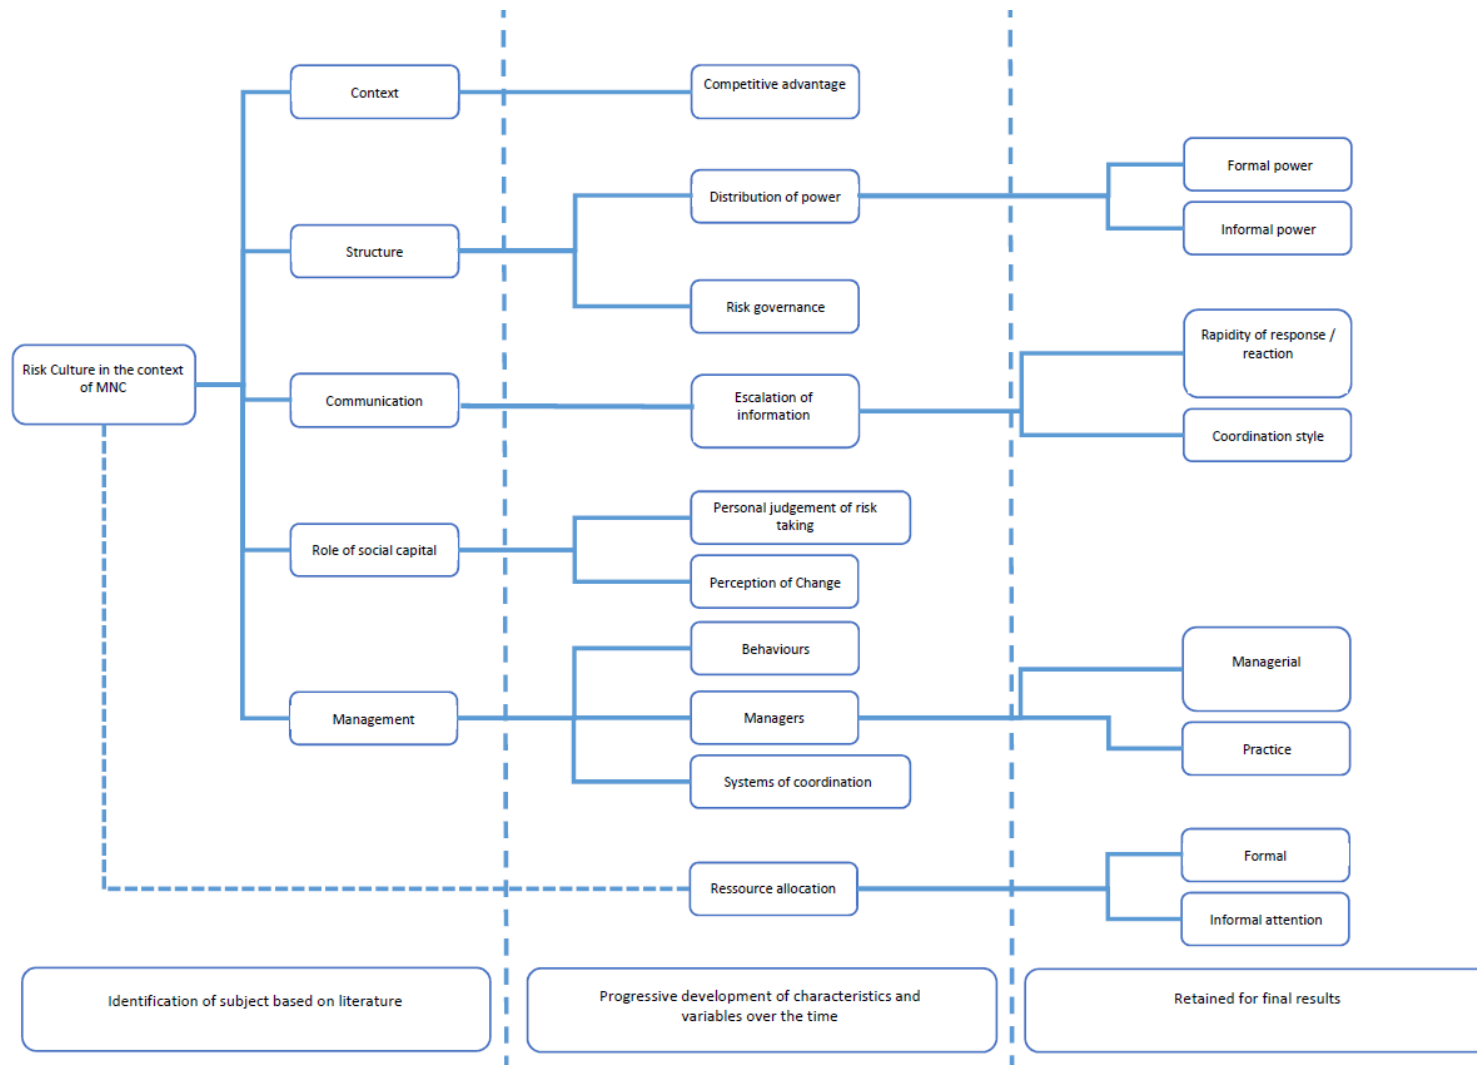 Context
Competitive advantage
Formal power
Distribution of power
Informal power
Structure
Risk governance
Rapidity of response /
reaction
Risk Culture in the context
of MNC
Communication
Escalation of
information
Coordination style
Personal judgement of risk
taking
Role of social capital
Perception of Change
Behaviours
Managerial
Management
Managers
Practice
Systems of coordination
Formal
Ressource allocation
Informal attention
Identification of subject based on literature
Progressive development of characteristics and
variables over the time
Retained for final results